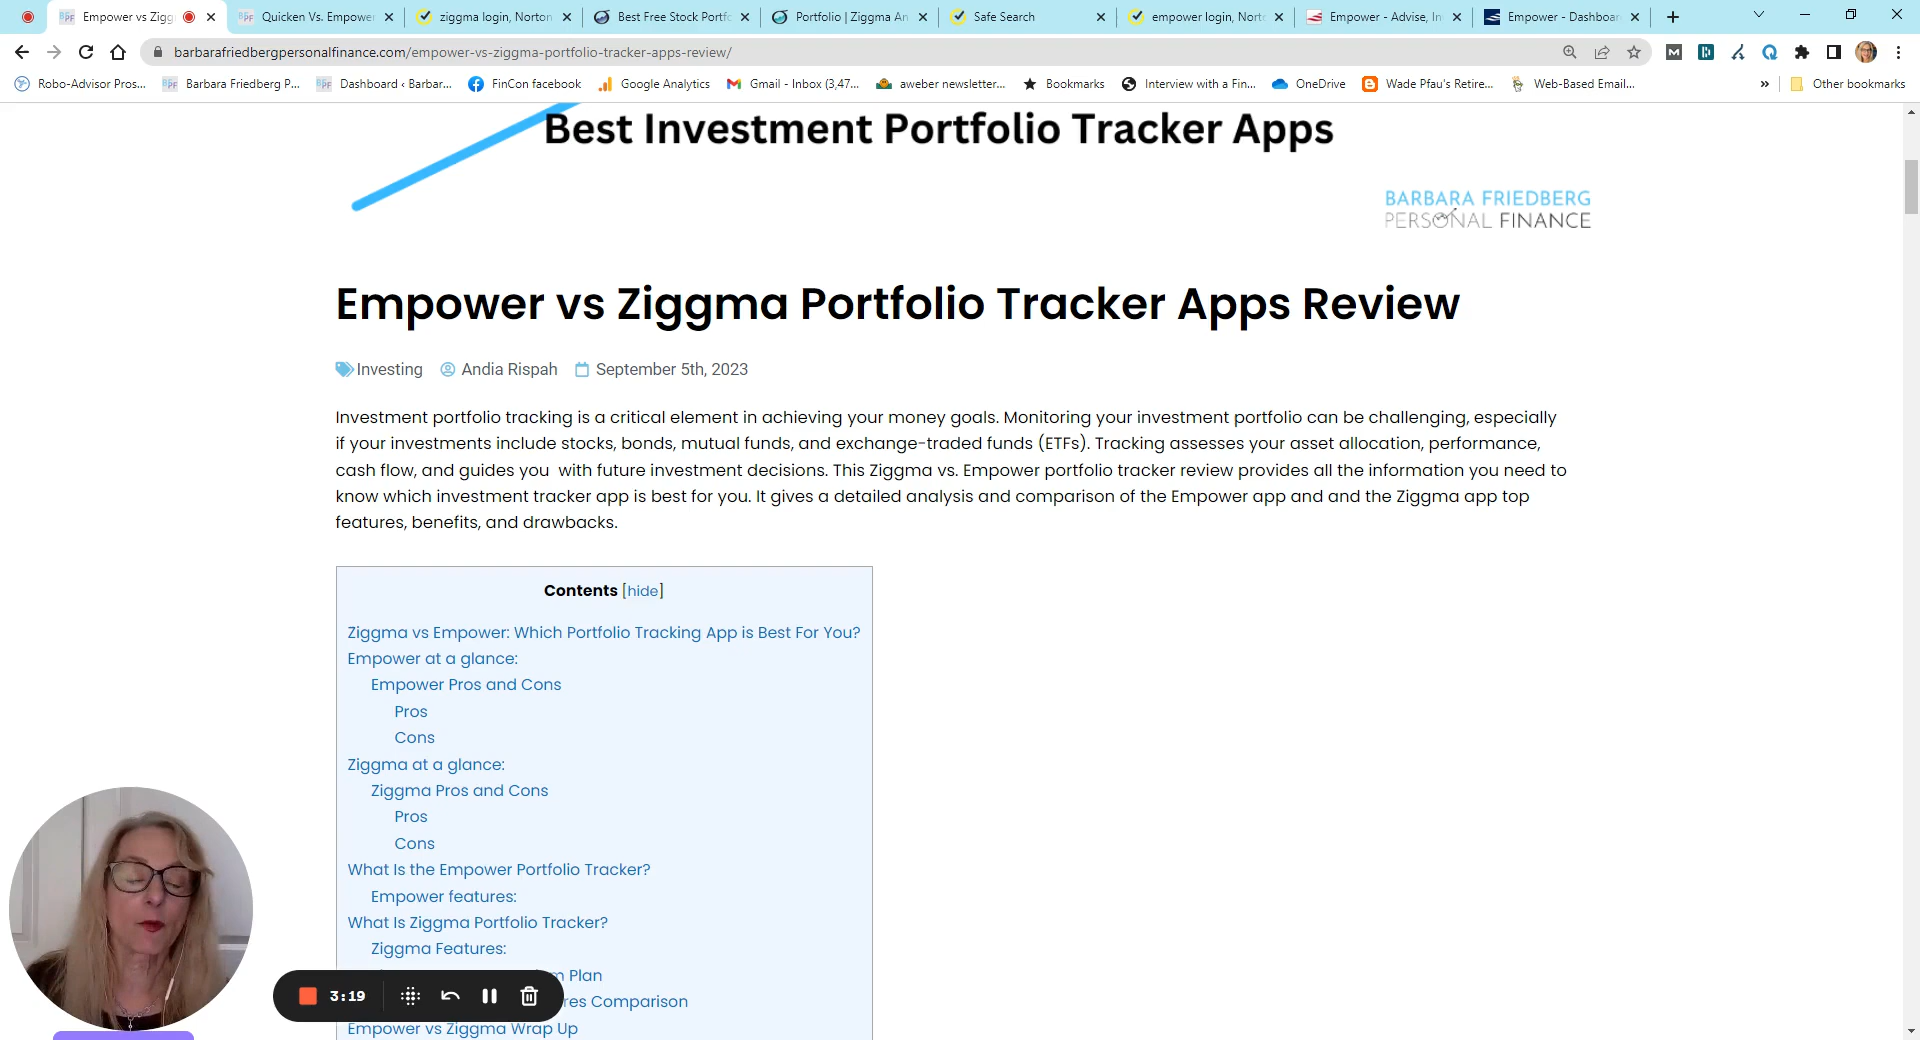 Empower vs Zigg
Quicken Vs. Empower
ziggma login, Norton
Best Free Stock Portfo
Portfolio | Ziggma An
Safe Search
empower login, Norto
Empower - Advise, In
Empower - Dashboar
barbarafriedbergpersonalfinance.com/empower-vs-ziggma-portfolio-tracker-apps-review/
Robo-Advisor Pros...
Barbara Friedberg P...
Dashboard ‹ Barbar...
FinCon facebook
Google Analytics
Gmail - Inbox (3,47...
aweber newsletter...
Bookmarks
Interview with a Fin...
OneDrive
Wade Pfau's Retire...
Web-Based Email...
»
Other bookmarks
Best Investment Portfolio Tracker Apps
BARBARA FRIEDBERG
PERSONAL FINANCE
Empower vs Ziggma Portfolio Tracker Apps Review
Investing Andia Rispah September 5th, 2023
Investment portfolio tracking is a critical element in achieving your money goals. Monitoring your investment portfolio can be challenging, especially
if your investments include stocks, bonds, mutual funds, and exchange-traded funds (ETFs). Tracking assesses your asset allocation, performance,
cash flow, and guides you  with future investment decisions. This Ziggma vs. Empower portfolio tracker review provides all the information you need to
know which investment tracker app is best for you. It gives a detailed analysis and comparison of the Empower app and and the Ziggma app top
features, benefits, and drawbacks.
Contents [hide]
Ziggma vs Empower: Which Portfolio Tracking App is Best For You?
Empower at a glance:
Empower Pros and Cons
Pros
Cons
Ziggma at a glance:
Ziggma Pros and Cons
Pros
Cons
What Is the Empower Portfolio Tracker?
Empower features:
What Is Ziggma Portfolio Tracker?
Ziggma Features:
m Plan
3:19
res Comparison
Empower vs Ziggma Wrap Up